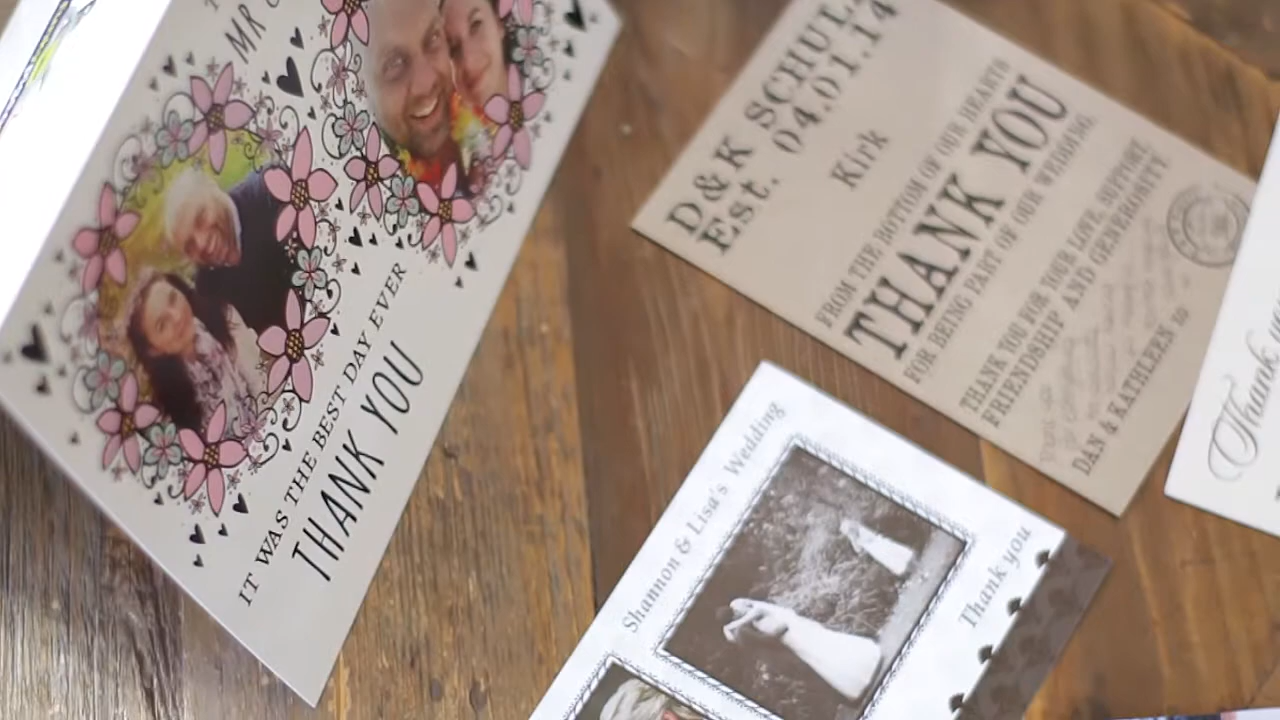 MR
IT WAS THE BEST DAY EVER
THANK YOU
D&K
Est. 04.01.14
Kirk
FROM THE BOTTOM OF OUR HEARTS
THANK YOU
FOR BEING PART OF OUR WEDDING.
THANK YOU FOR YOUR LOVE, SUPPORT,
FRIENDSHIP AND GENEROSITY.
DAN & KATHLEEN
Shannon & Lisa's Wedding
Thank you
Thank